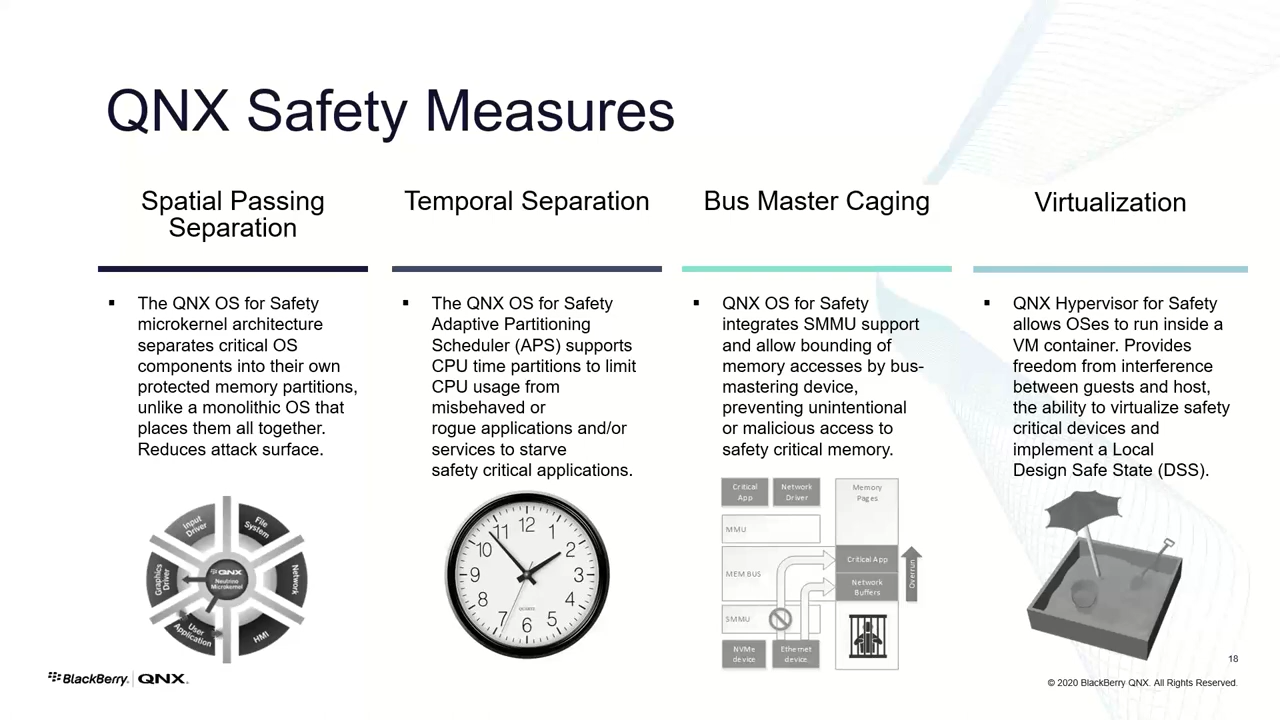 QNX Safety Measures
Spatial Passing
Separation
▪ The QNX OS for Safety
microkernel architecture
separates critical OS
components into their own
protected memory partitions,
unlike a monolithic OS that
places them all together.
Reduces attack surface.
Input
Driver
File
System
Graphics
Driver
QNX
Neutrino
Microkernel
Network
User
Application
HMI
Temporal Separation
▪ The QNX OS for Safety
Adaptive Partitioning
Scheduler (APS) supports
CPU time partitions to limit
CPU usage from
misbehaved or
rogue applications and/or
services to starve
safety critical applications.
12
1
2
3
4
5
6
7
8
9
10
11
QUARTZ
Bus Master Caging
▪ QNX OS for Safety
integrates SMMU support
and allow bounding of
memory accesses by bus-
mastering device,
preventing unintentional
or malicious access to
safety critical memory.
Critical
App
Network
Driver
Memory
Pages
MMU
MEM BUS
Critical App
Network
Buffers
Overrun
SMMU
NVMe
device
Ethernet
device
Virtualization
▪ QNX Hypervisor for Safety
allows OSes to run inside a
VM container. Provides
freedom from interference
between guests and host,
the ability to virtualize safety
critical devices and
implement a Local
Design Safe State (DSS).
18
BlackBerry. QNX.
© 2020 BlackBerry QNX. All Rights Reserved.